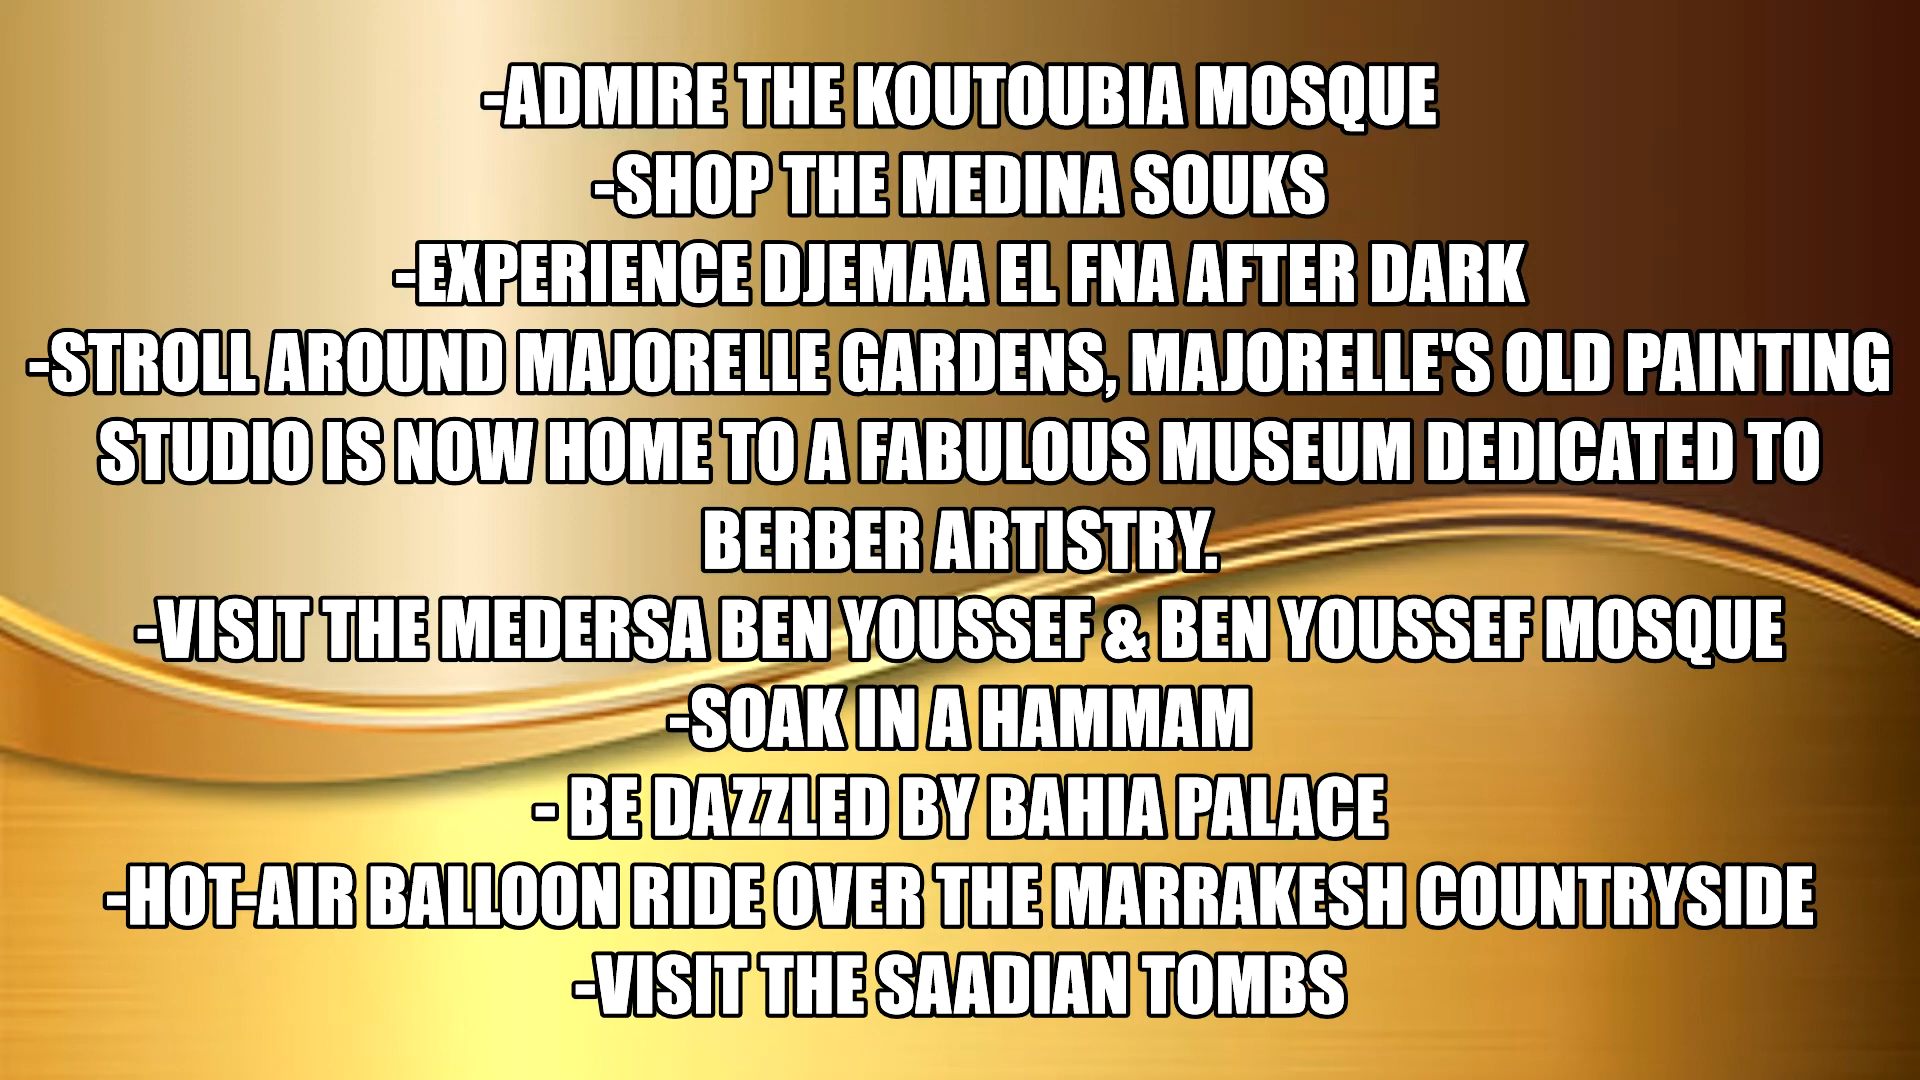 -ADMIRE THE KOUTOUBIA MOSQUE
-SHOP THE MEDINA SOUKS
-EXPERIENCE DJEMAA EL FNA AFTER DARK
-STROLL AROUND MAJORELLE GARDENS, MAJORELLE'S OLD PAINTING
STUDIO IS NOW HOME TO A FABULOUS MUSEUM DEDICATED TO
BERBER ARTISTRY.
-VISIT THE MEDERSA BEN YOUSSEF & BEN YOUSSEF MOSQUE
-SOAK IN A HAMMAM
- BE DAZZLED BY BAHIA PALACE
-HOT-AIR BALLOON RIDE OVER THE MARRAKESH COUNTRYSIDE
-VISIT THE SAADIAN TOMBS